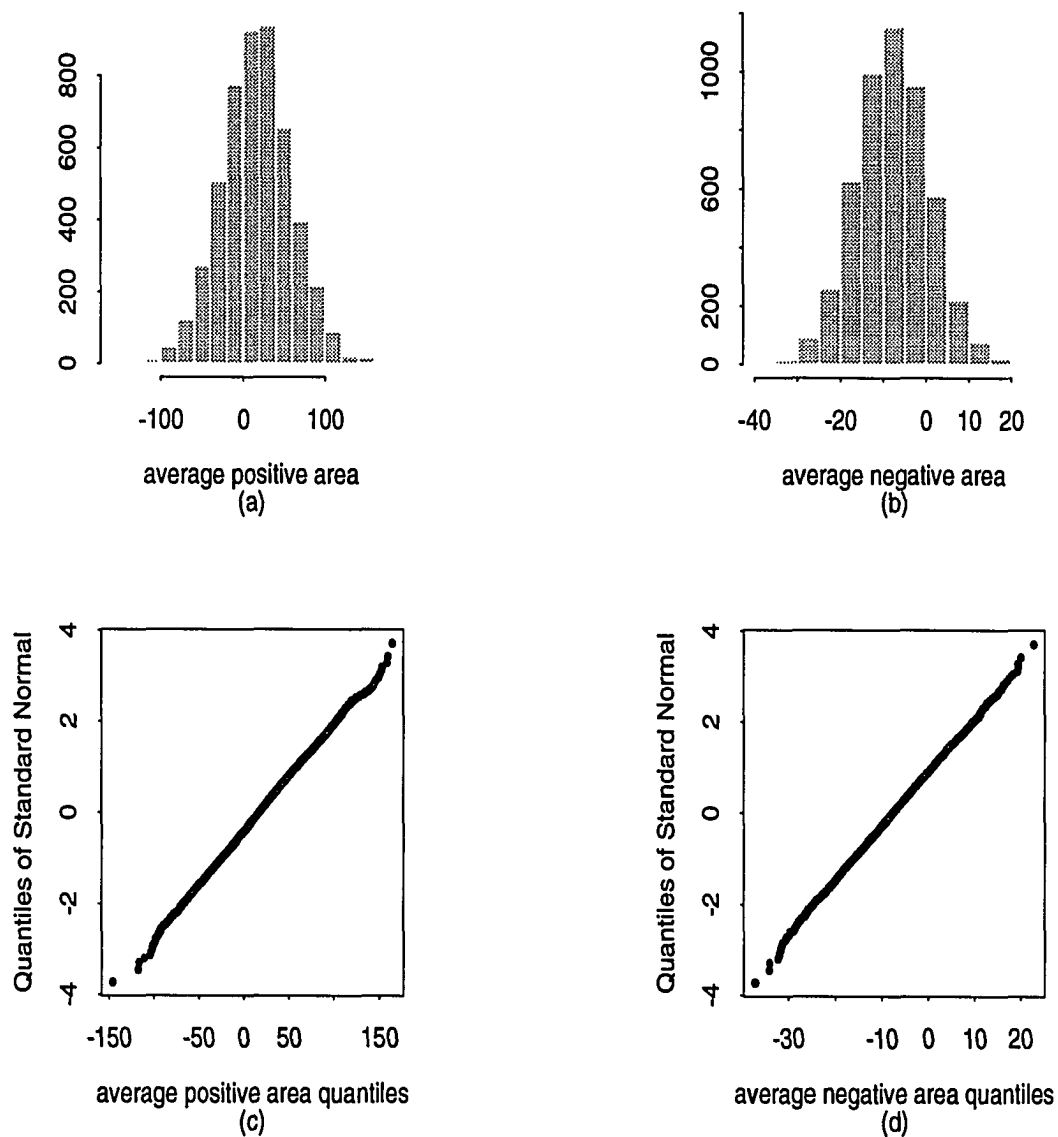 0 200 400 600 800
-100 0 100
average positive area
(a)
0 200 600 1000
-40 -20 0 10 20
average negative area
(b)
Quantiles of Standard Normal
-4 -2 0 2 4
-150 -50 0 50 150
average positive area quantiles
(c)
Quantiles of Standard Normal
-4 -2 0 2 4
-30 -10 0 10 20
average negative area quantiles
(d)